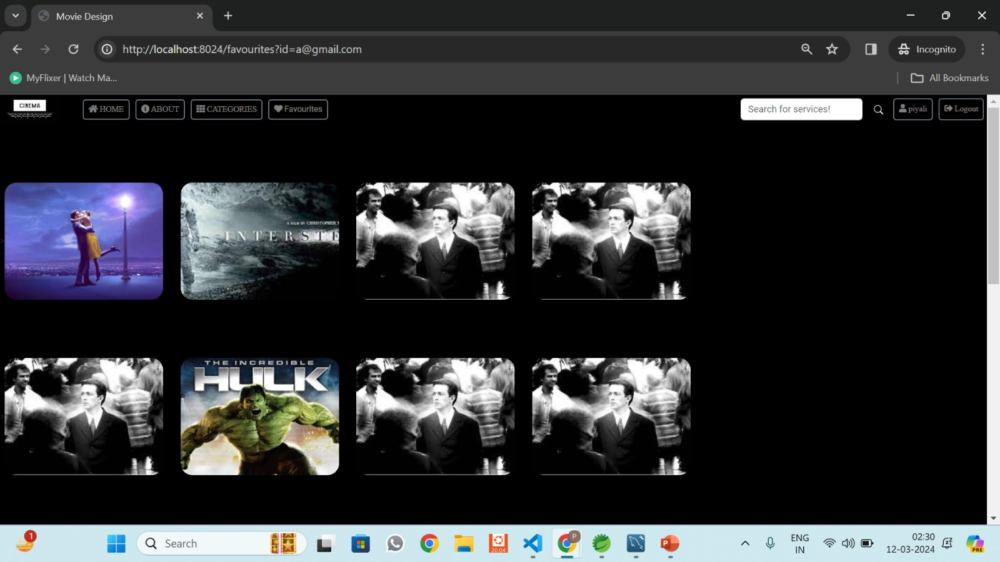 Movie Design
http://localhost:8024/favourites?id=a@gmail.com
Incognito
MyFlixer | Watch Ma...
All Bookmarks
CINEMA
HOME
ABOUT
CATEGORIES
Favourites
Search for services!
piyali
Logout
A FILM BY CHRISTOPHER N
INTERSTE
THE INCREDIBLE
HULK
1
Search
20.04
P
P
ENG
IN
02:30
12-03-2024
PRE